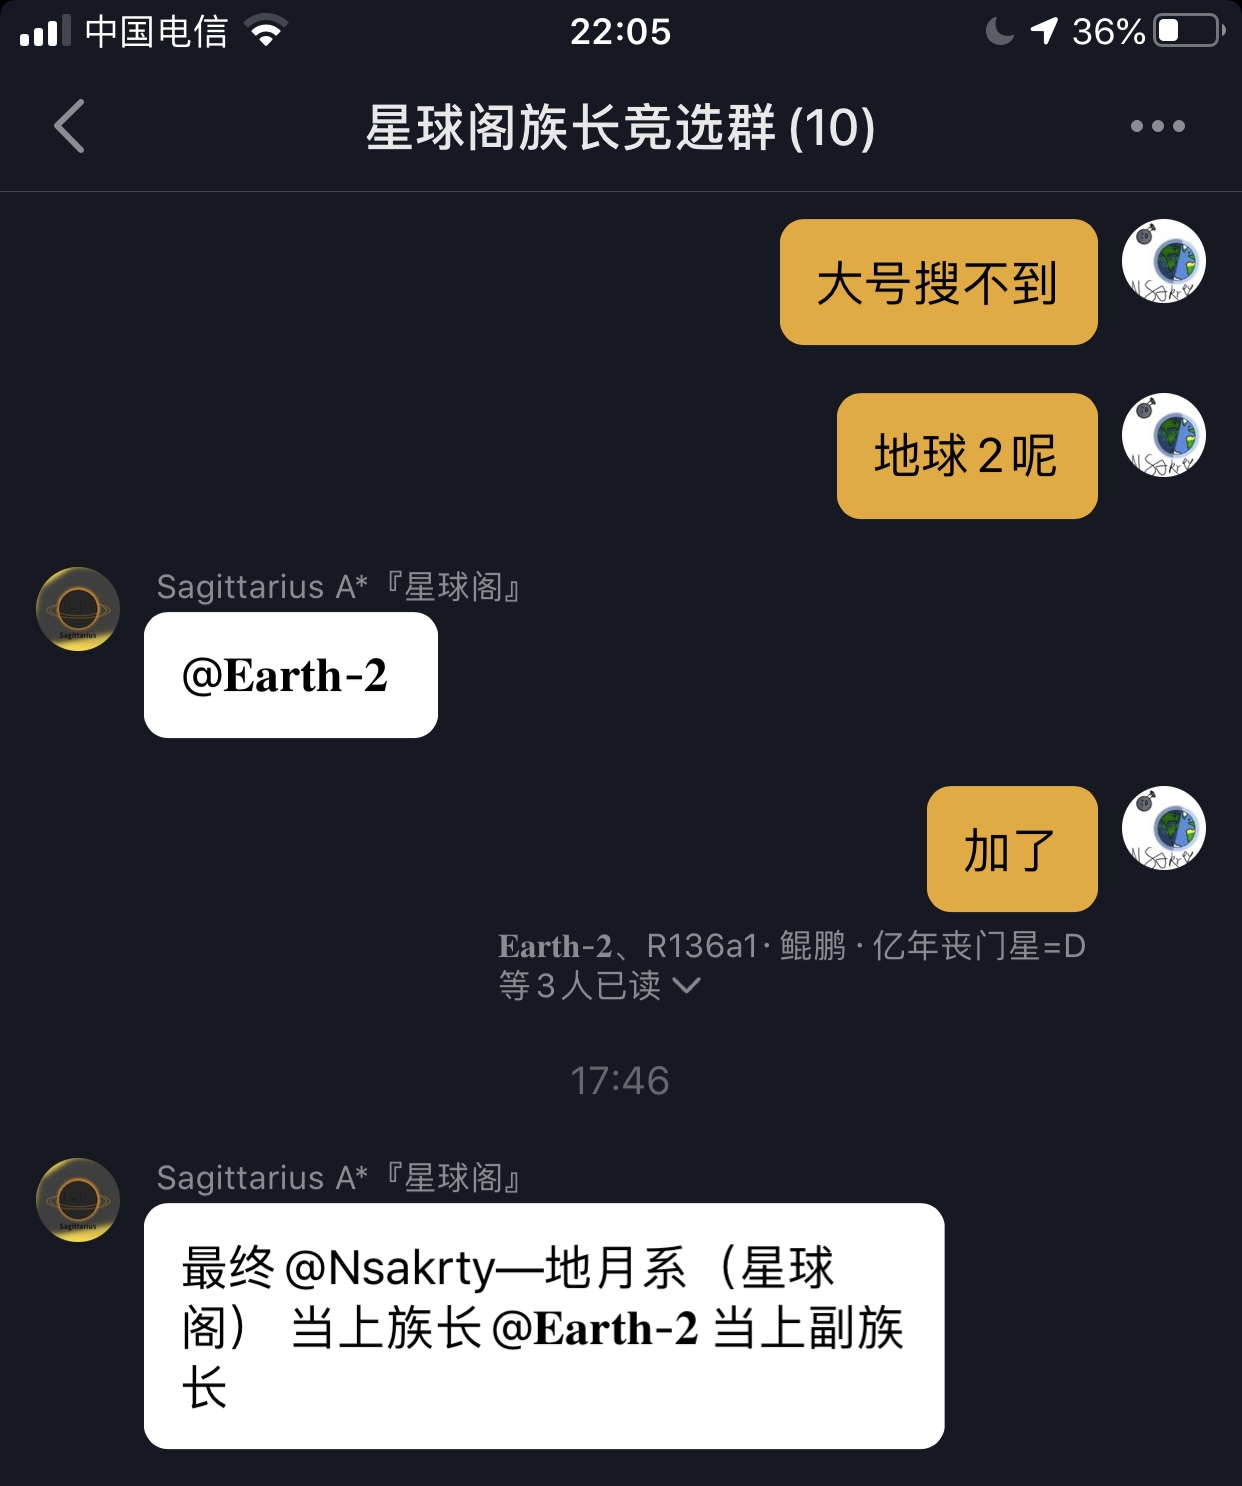 中国电信
22:05
36%
星球阁族长竞选群(10)
大号搜不到
地球2呢
Sagittarius A*『星球阁』
@Earth-2
加了
Earth-2、R136a1·鲲鹏·亿年丧门星=D
等3人已读
17:46
Sagittarius A*『星球阁』
最终@Nsakrty—地月系（星球
阁） 当上族长@Earth-2 当上副族
长